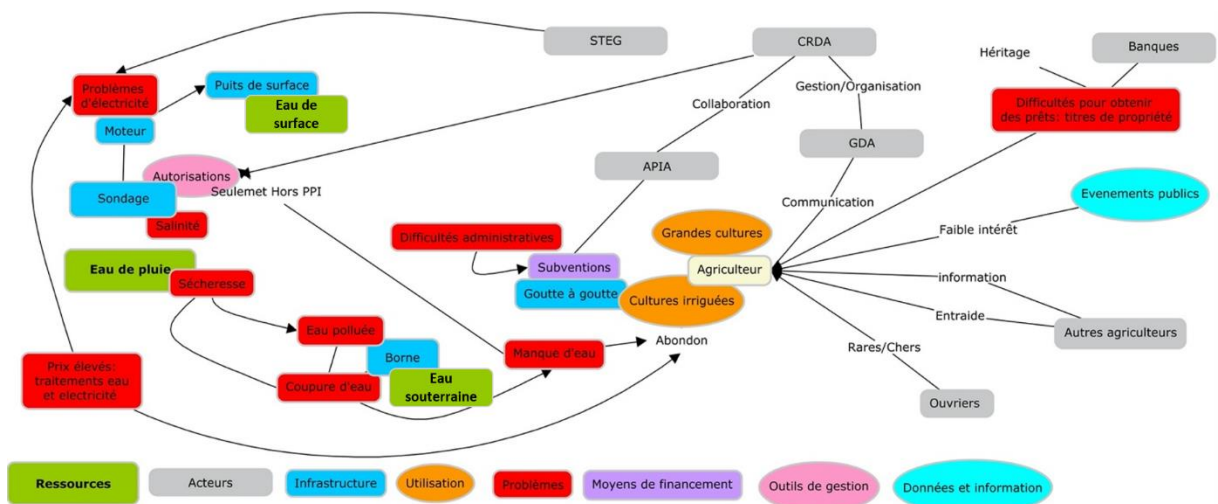 STEG
CRDA
Héritage
Banques
Problèmes
d'électricité
Puits de surface
Eau de
surface
Moteur
Collaboration
Gestion/Organisation
Difficultés pour obtenir
des prêts: titres de propriété
GDA
APIA
Autorisations
Seulemet Hors PPI
Sondage
Salinité
Communication
Evenements publics
Difficultés administratives
Grandes cultures
Faible intérêt
Eau de pluie
Sécheresse
Subventions
Agriculteur
information
Goutte à goutte
Cultures irriguées
Entraide
Autres agriculteurs
Eau polluée
Abondon
Rares/Chers
Borne
Manque d'eau
Prix élevés:
traitements eau
et electricité
Coupure d'eau
Eau
souterraine
Ouvriers
Ressources
Acteurs
Infrastructure
Utilisation
Problèmes
Moyens de financement
Outils de gestion
Données et information